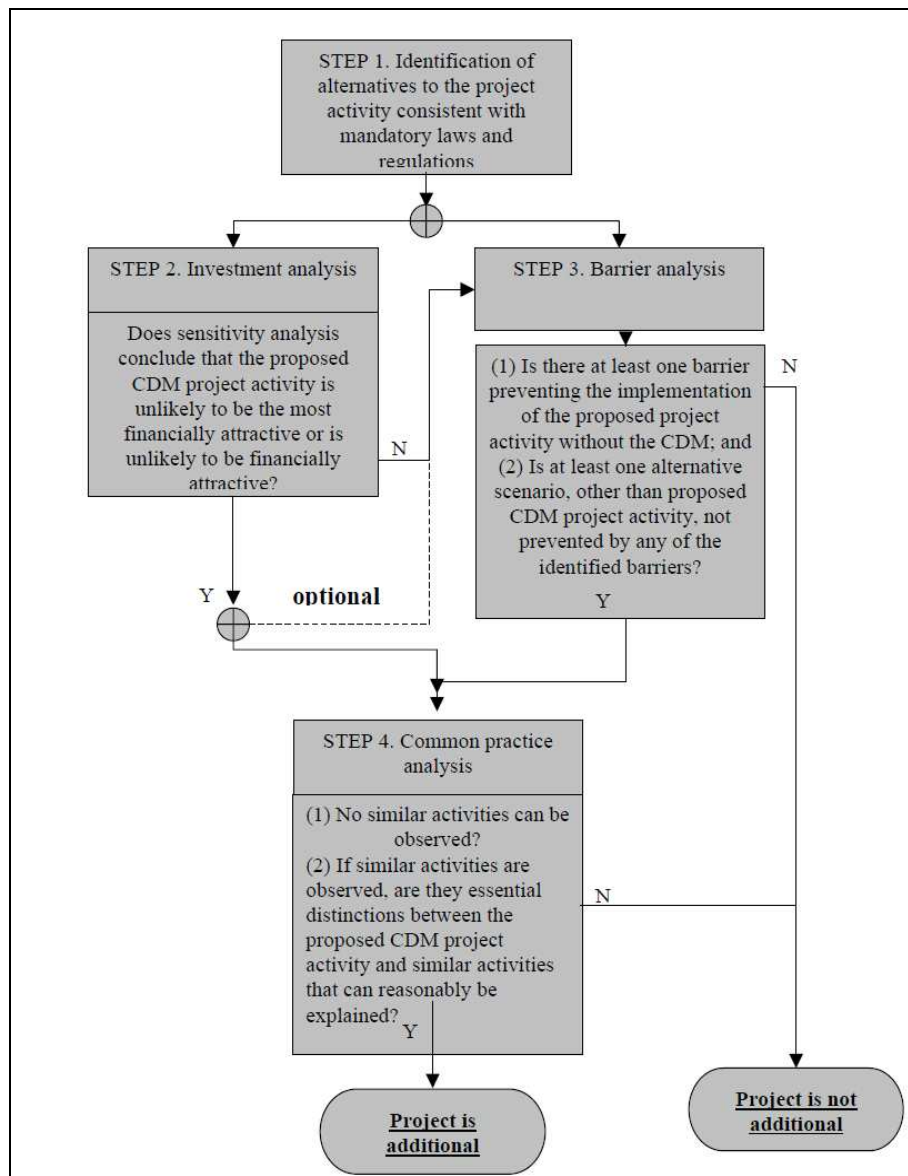 STEP 1. Identification of
alternatives to the project
activity consistent with
mandatory laws and
regulations
STEP 2. Investment analysis
Does sensitivity analysis
conclude that the proposed
CDM project activity is
unlikely to be the most
financially attractive or is
unlikely to be financially
attractive?
N
Y
optional
STEP 3. Barrier analysis
(1) Is there at least one barrier
preventing the implementation
of the proposed project
activity without the CDM; and
(2) Is at least one alternative
scenario, other than proposed
CDM project activity, not
prevented by any of the
identified barriers?
N
Y
STEP 4. Common practice
analysis
(1) No similar activities can be
observed?
(2) If similar activities are
observed, are they essential
distinctions between the
proposed CDM project
activity and similar activities
that can reasonably be
explained?
N
Y
Project is
additional
Project is not
additional